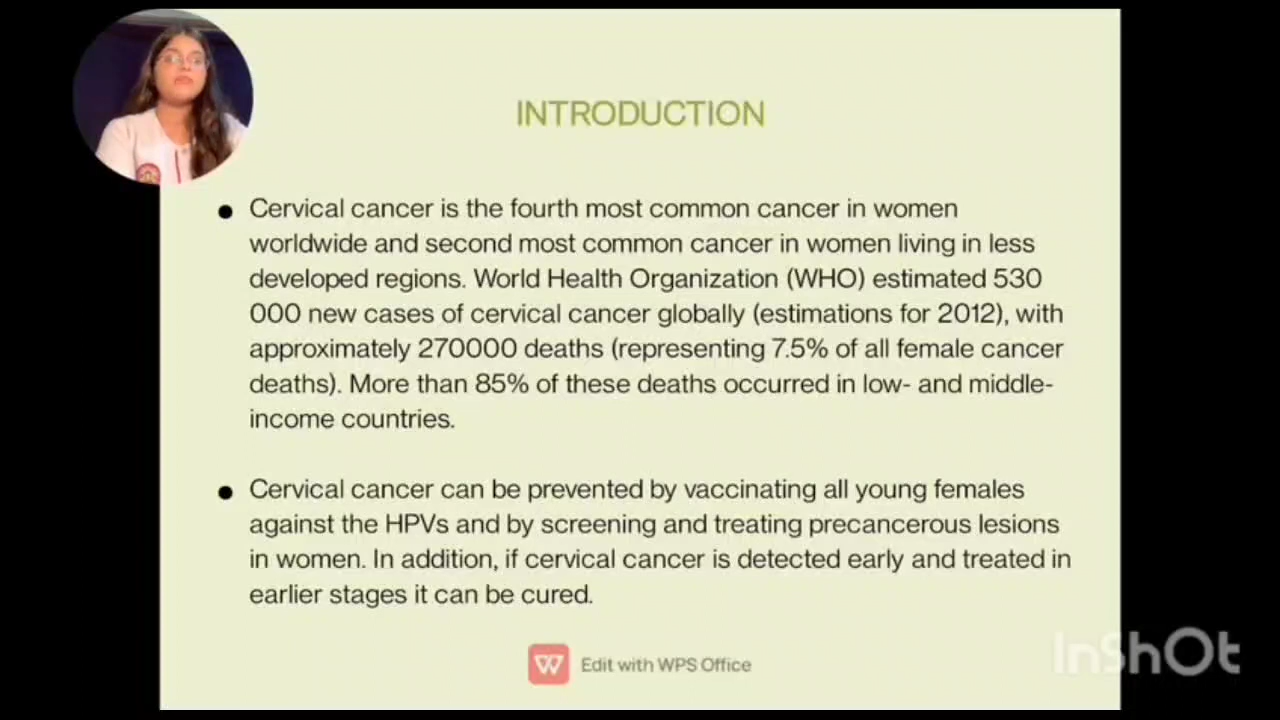 INTRODUCTION
Cervical cancer is the fourth most common cancer in women
worldwide and second most common cancer in women living in less
developed regions. World Health Organization (WHO) estimated 530
000 new cases of cervical cancer globally (estimations for 2012), with
approximately 270000 deaths (representing 7.5% of all female cancer
deaths). More than 85% of these deaths occurred in low- and middle-
income countries.
Cervical cancer can be prevented by vaccinating all young females
against the HPVs and by screening and treating precancerous lesions
in women. In addition, if cervical cancer is detected early and treated in
earlier stages it can be cured.
Edit with WPS Office
InShOt